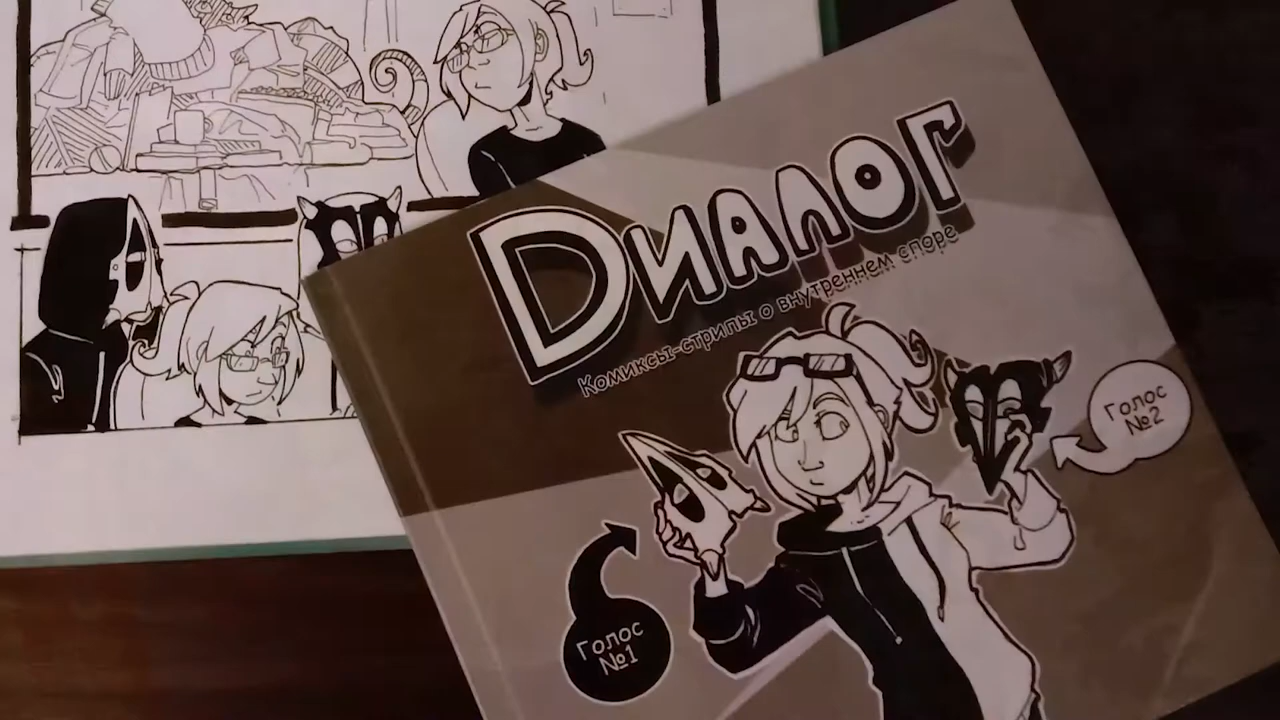 Диалог
Комиксы-стрипы о внутреннем споре
Голос
№2
Голос
№1